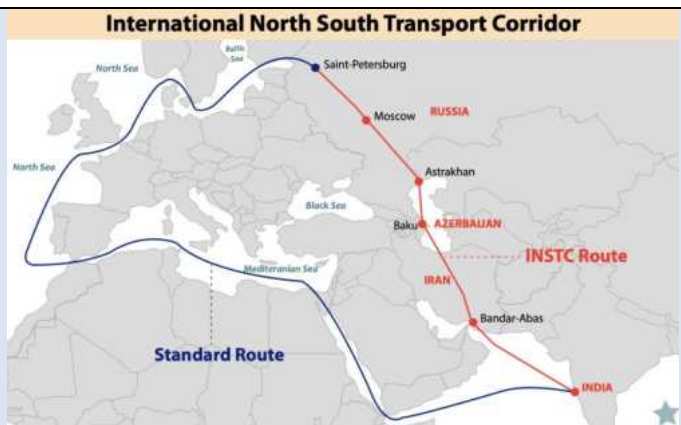 International North South Transport Corridor
Baltic Sea
North Sea
Saint-Petersburg
Moscow
RUSSIA
North Sea
Astrakhan
Black Sea
Baku
AZERBAIJAN
INSTC Route
Mediteranian Sea
IRAN
Bandar-Abas
Standard Route
INDIA